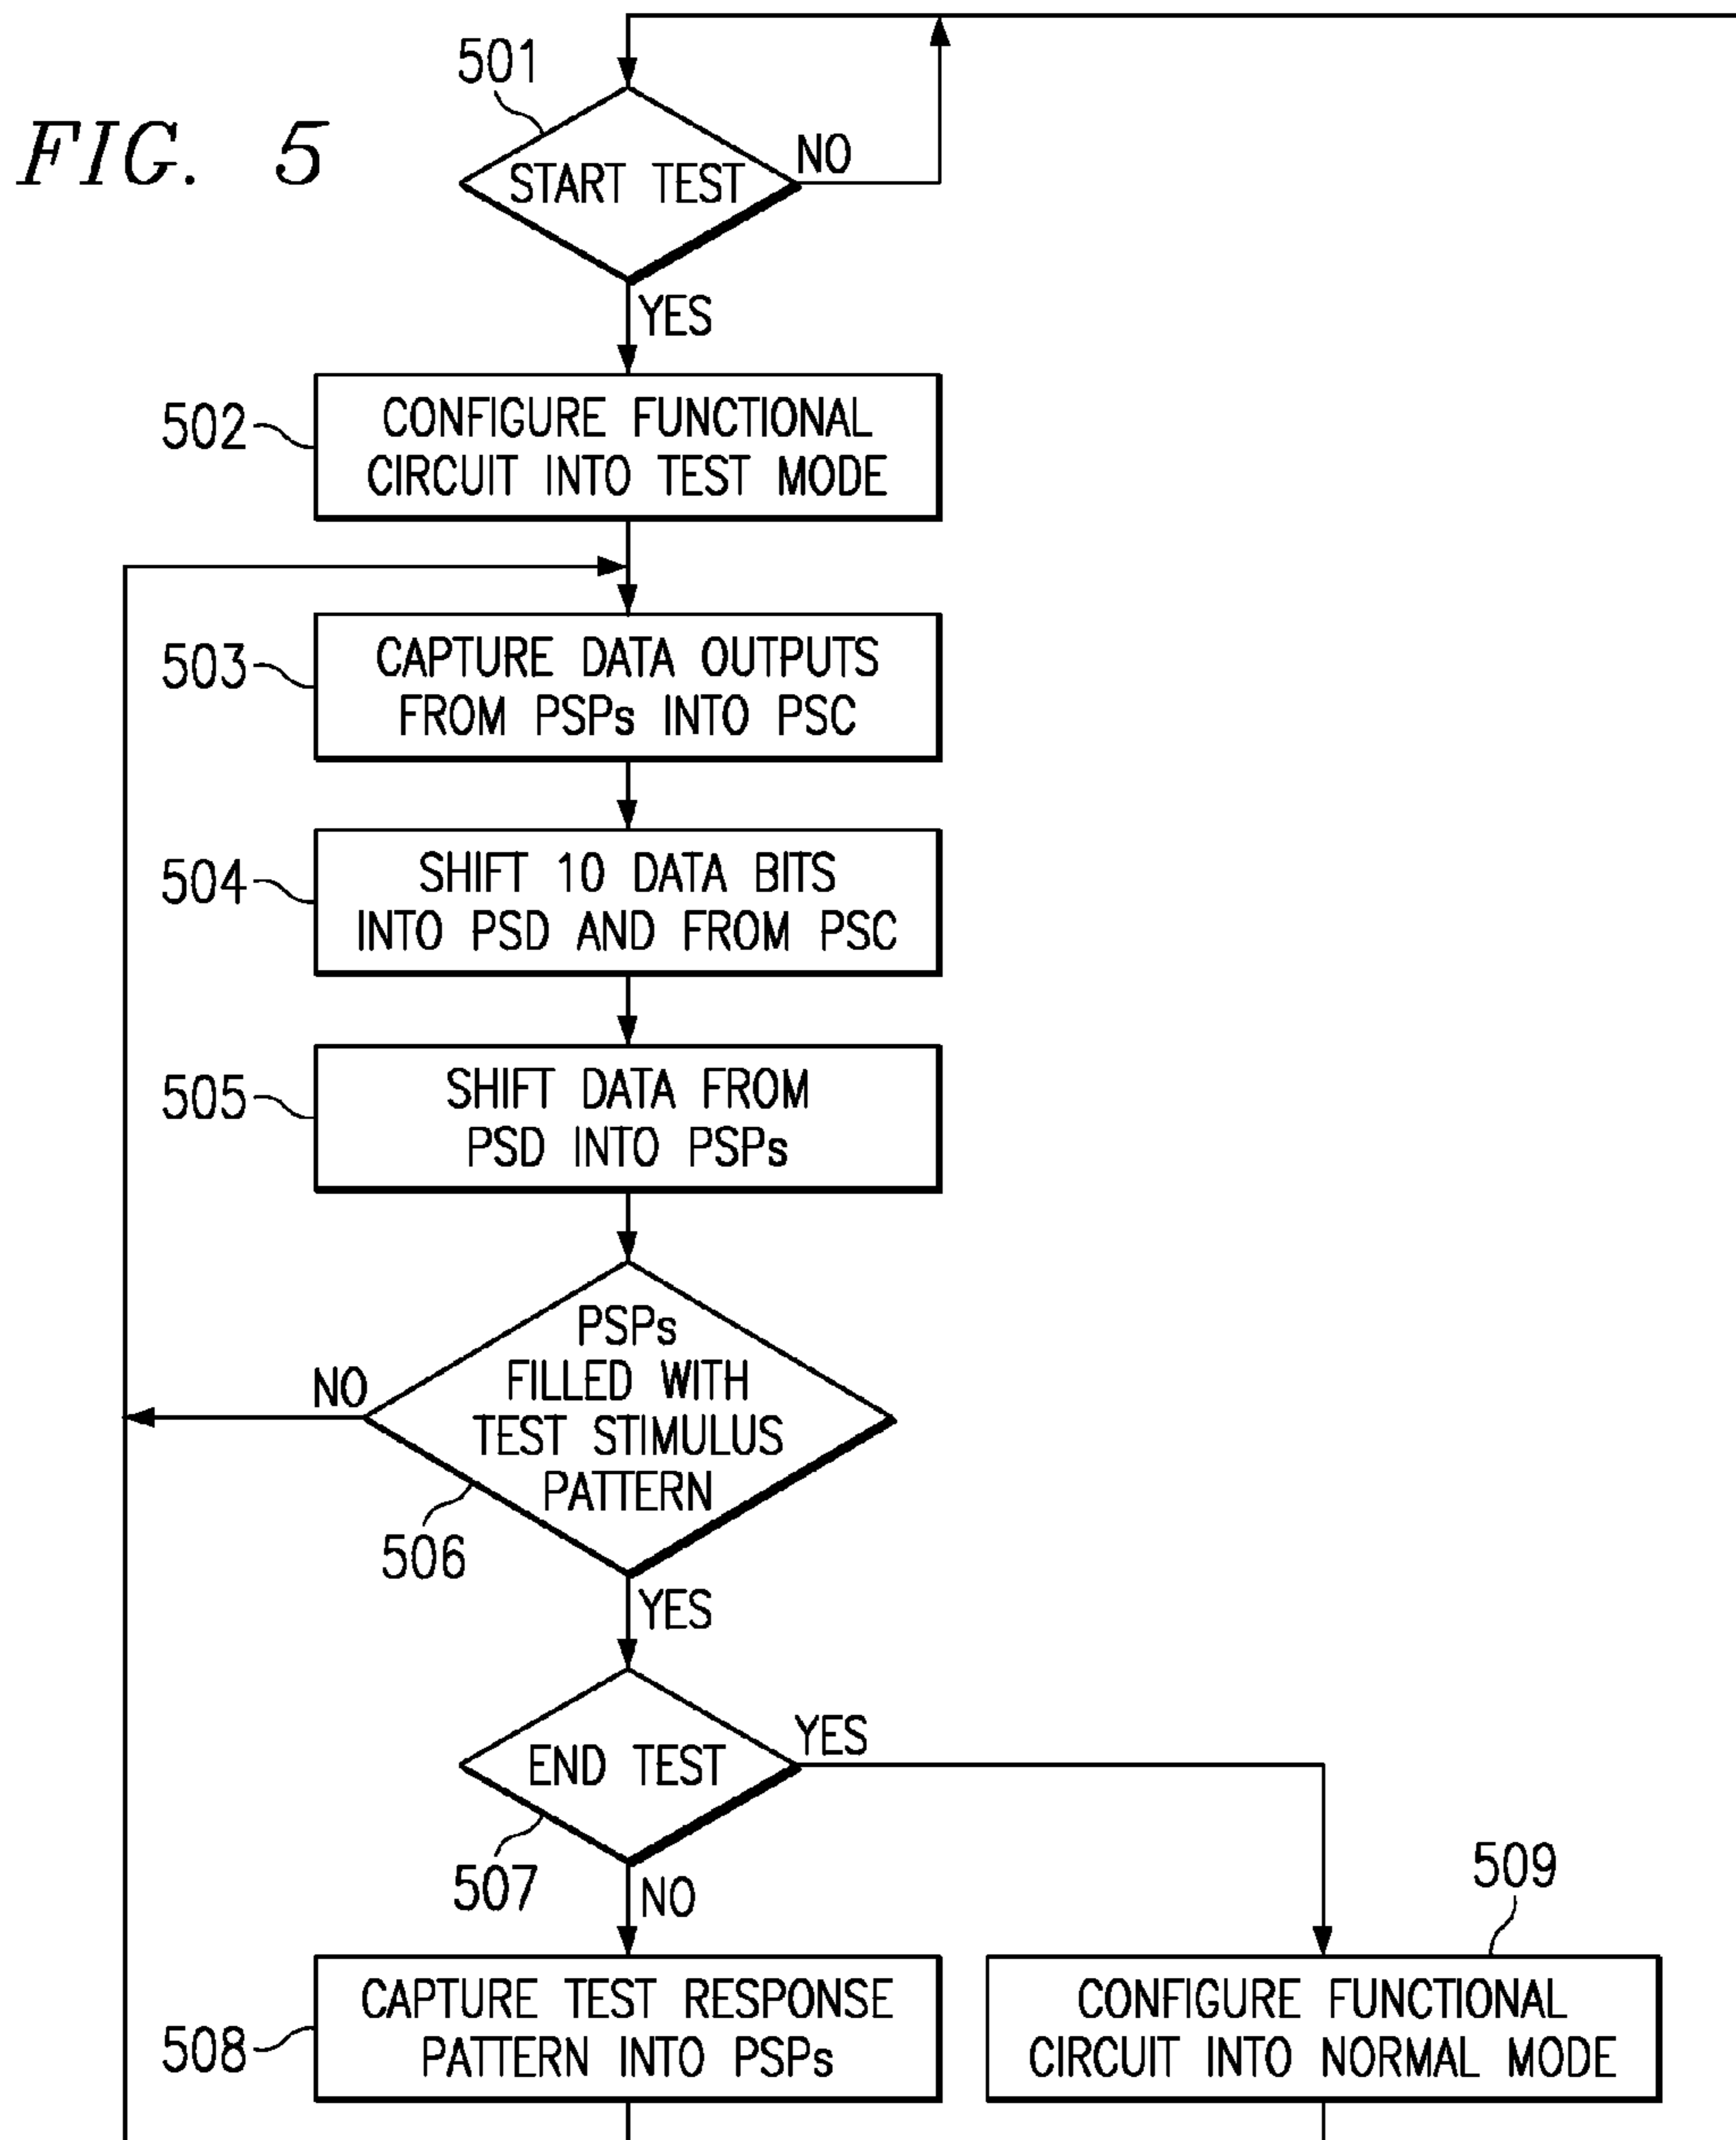 FIG. 5
501
START TEST
NO
YES
502
CONFIGURE FUNCTIONAL
CIRCUIT INTO TEST MODE
503
CAPTURE DATA OUTPUTS
FROM PSPs INTO PSC
504
SHIFT 10 DATA BITS
INTO PSD AND FROM PSC
505
SHIFT DATA FROM
PSD INTO PSPs
PSPs
FILLED WITH
TEST STIMULUS
PATTERN
NO
506
YES
END TEST
YES
507
NO
508
CAPTURE TEST RESPONSE
PATTERN INTO PSPs
509
CONFIGURE FUNCTIONAL
CIRCUIT INTO NORMAL MODE